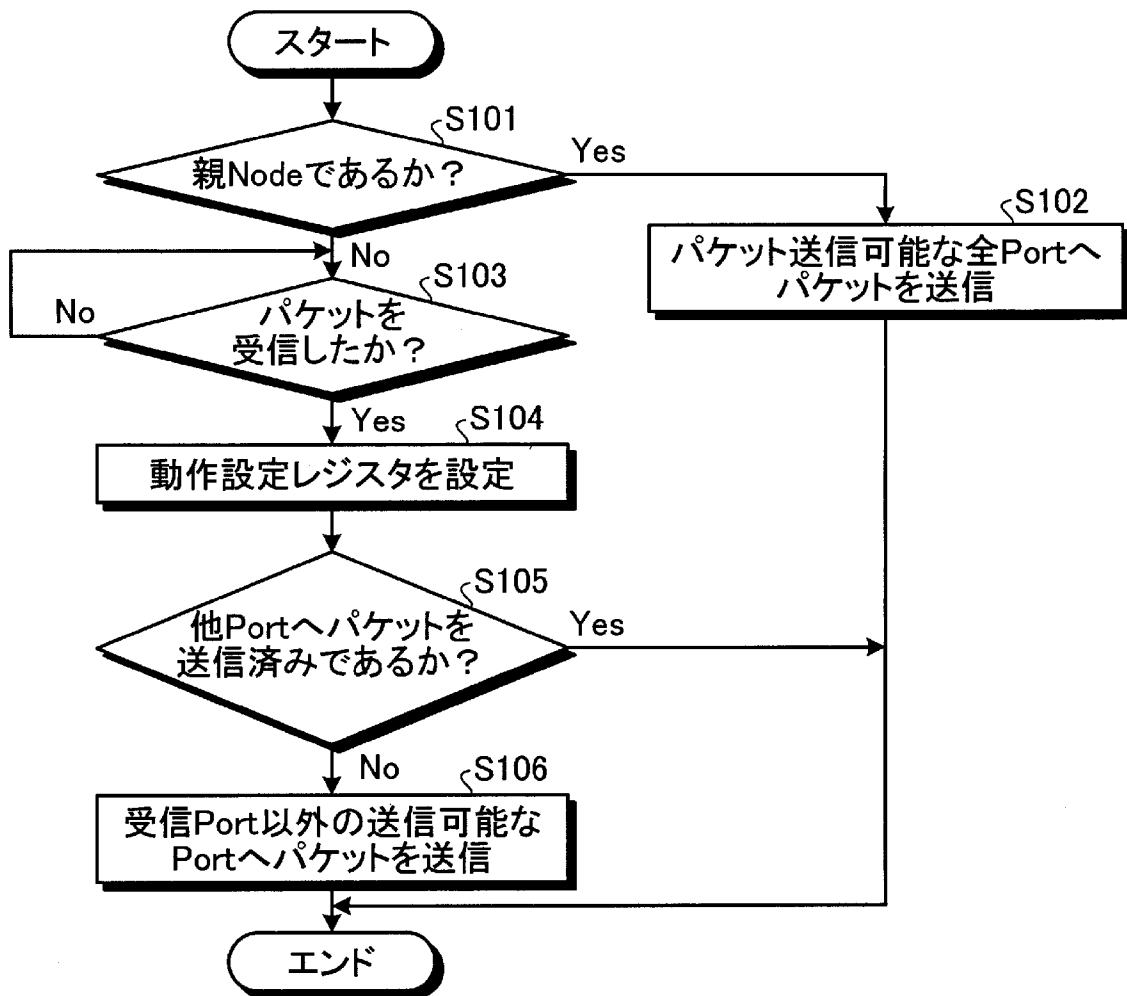 スタート
S101
親Nodeであるか？
Yes
S102
パケット送信可能な全Portへ
パケットを送信
No
S103
パケットを
受信したか？
No
Yes
S104
動作設定レジスタを設定
S105
他Portへパケットを
送信済みであるか？
Yes
No
S106
受信Port以外の送信可能な
Portへパケットを送信
エンド